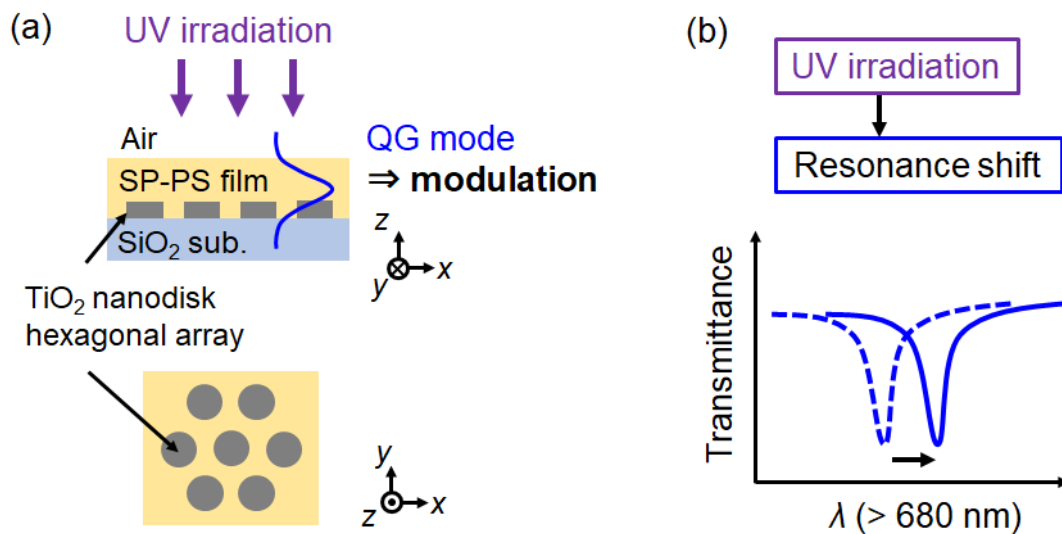 (a)
UV irradiation
Air
SP-PS film
SiO₂ sub.
QG mode
⇒ modulation
z
y
x
TiO₂ nanodisk
hexagonal array
y
z
x
(b)
UV irradiation
Resonance shift
Transmittance
λ (> 680 nm)